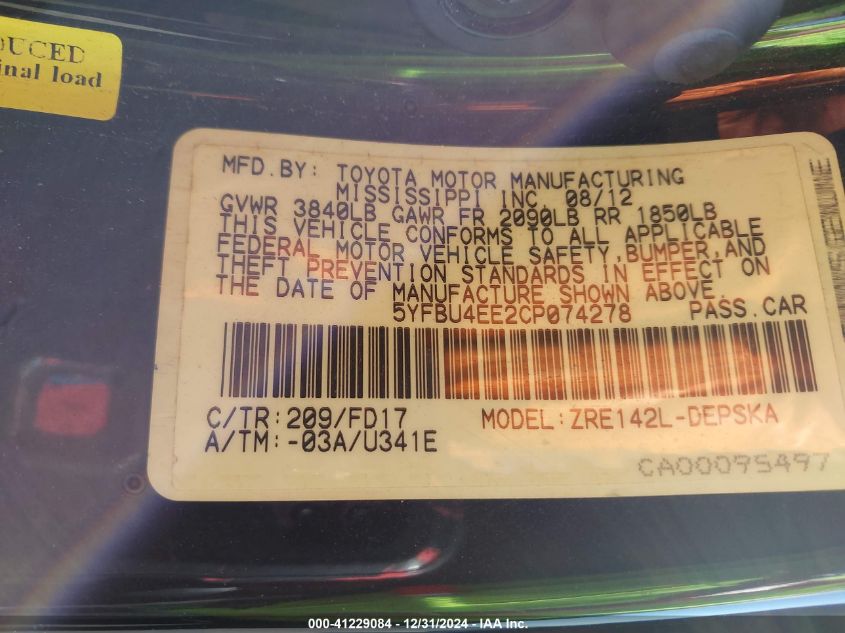 DUCED
inal load
MFD.BY: TOYOTA MOTOR MANUFACTURING
MISSISSIPPI INC. 08/12
GVWR 3840LB GAWR FR 2090LB RR 1850LB
THIS VEHICLE CONFORMS TO ALL APPLICABLE
FEDERAL MOTOR VEHICLE SAFETY,BUMPER,AND
THEFT PREVENTION STANDARDS IN EFFECT ON
THE DATE OF MANUFACTURE SHOWN ABOVE.
5YFBU4EE2CP074278 PASS.CAR
C/TR:209/FD17 MODEL:ZRE142L-DEPSKA
A/TM:-03A/U341E
CA00095497
000-41229084 - 12/31/2024 - IAA Inc.